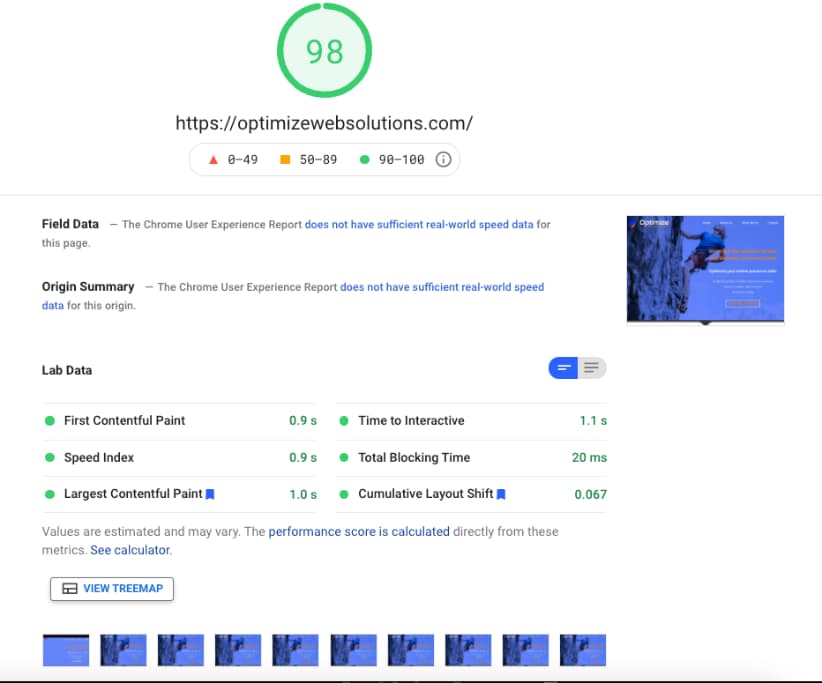 98
https://optimizewebsolutions.com/
0–49 50–89 90–100
Field Data — The Chrome User Experience Report does not have sufficient real-world speed data for
this page.
Optimize
Origin Summary — The Chrome User Experience Report does not have sufficient real-world speed
data for this origin.
Lab Data
First Contentful Paint 0.9 s Time to Interactive 1.1 s
Speed Index 0.9 s Total Blocking Time 20 ms
Largest Contentful Paint 1.0 s Cumulative Layout Shift 0.067
Values are estimated and may vary. The performance score is calculated directly from these
metrics. See calculator.
VIEW TREEMAP